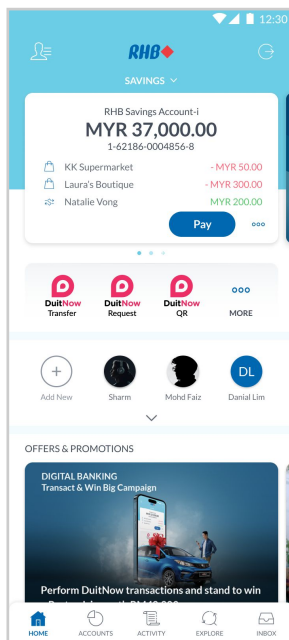 12:30
RHB
SAVINGS
RHB Savings Account-i
MYR 37,000.00
1-62186-0004856-8
KK Supermarket - MYR 50.00
Laura's Boutique - MYR 300.00
Natalie Vong MYR 200.00
Pay
DuitNow DuitNow DuitNow
Transfer Request QR MORE
DL
Add New Sharm Mohd Faiz Danial Lim
OFFERS & PROMOTIONS
DIGITAL BANKING
Transact & Win Big Campaign
Perform DuitNow transactions and stand to win
HOME ACCOUNTS ACTIVITY EXPLORE INBOX